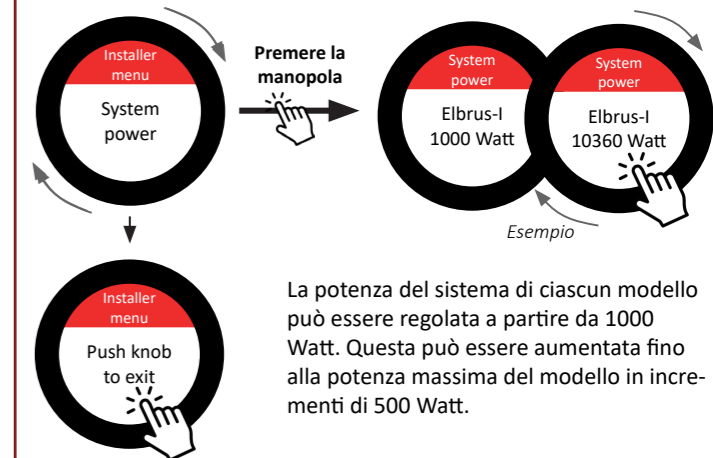 Installer
menu
System
power
Premere la
manopola
System
power
Elbrus-I
1000 Watt
System
power
Elbrus-I
10360 Watt
Esempio
Installer
menu
Push knob
to exit
La potenza del sistema di ciascun modello
può essere regolata a partire da 1000
Watt. Questa può essere aumentata fino
alla potenza massima del modello in incre-
menti di 500 Watt.